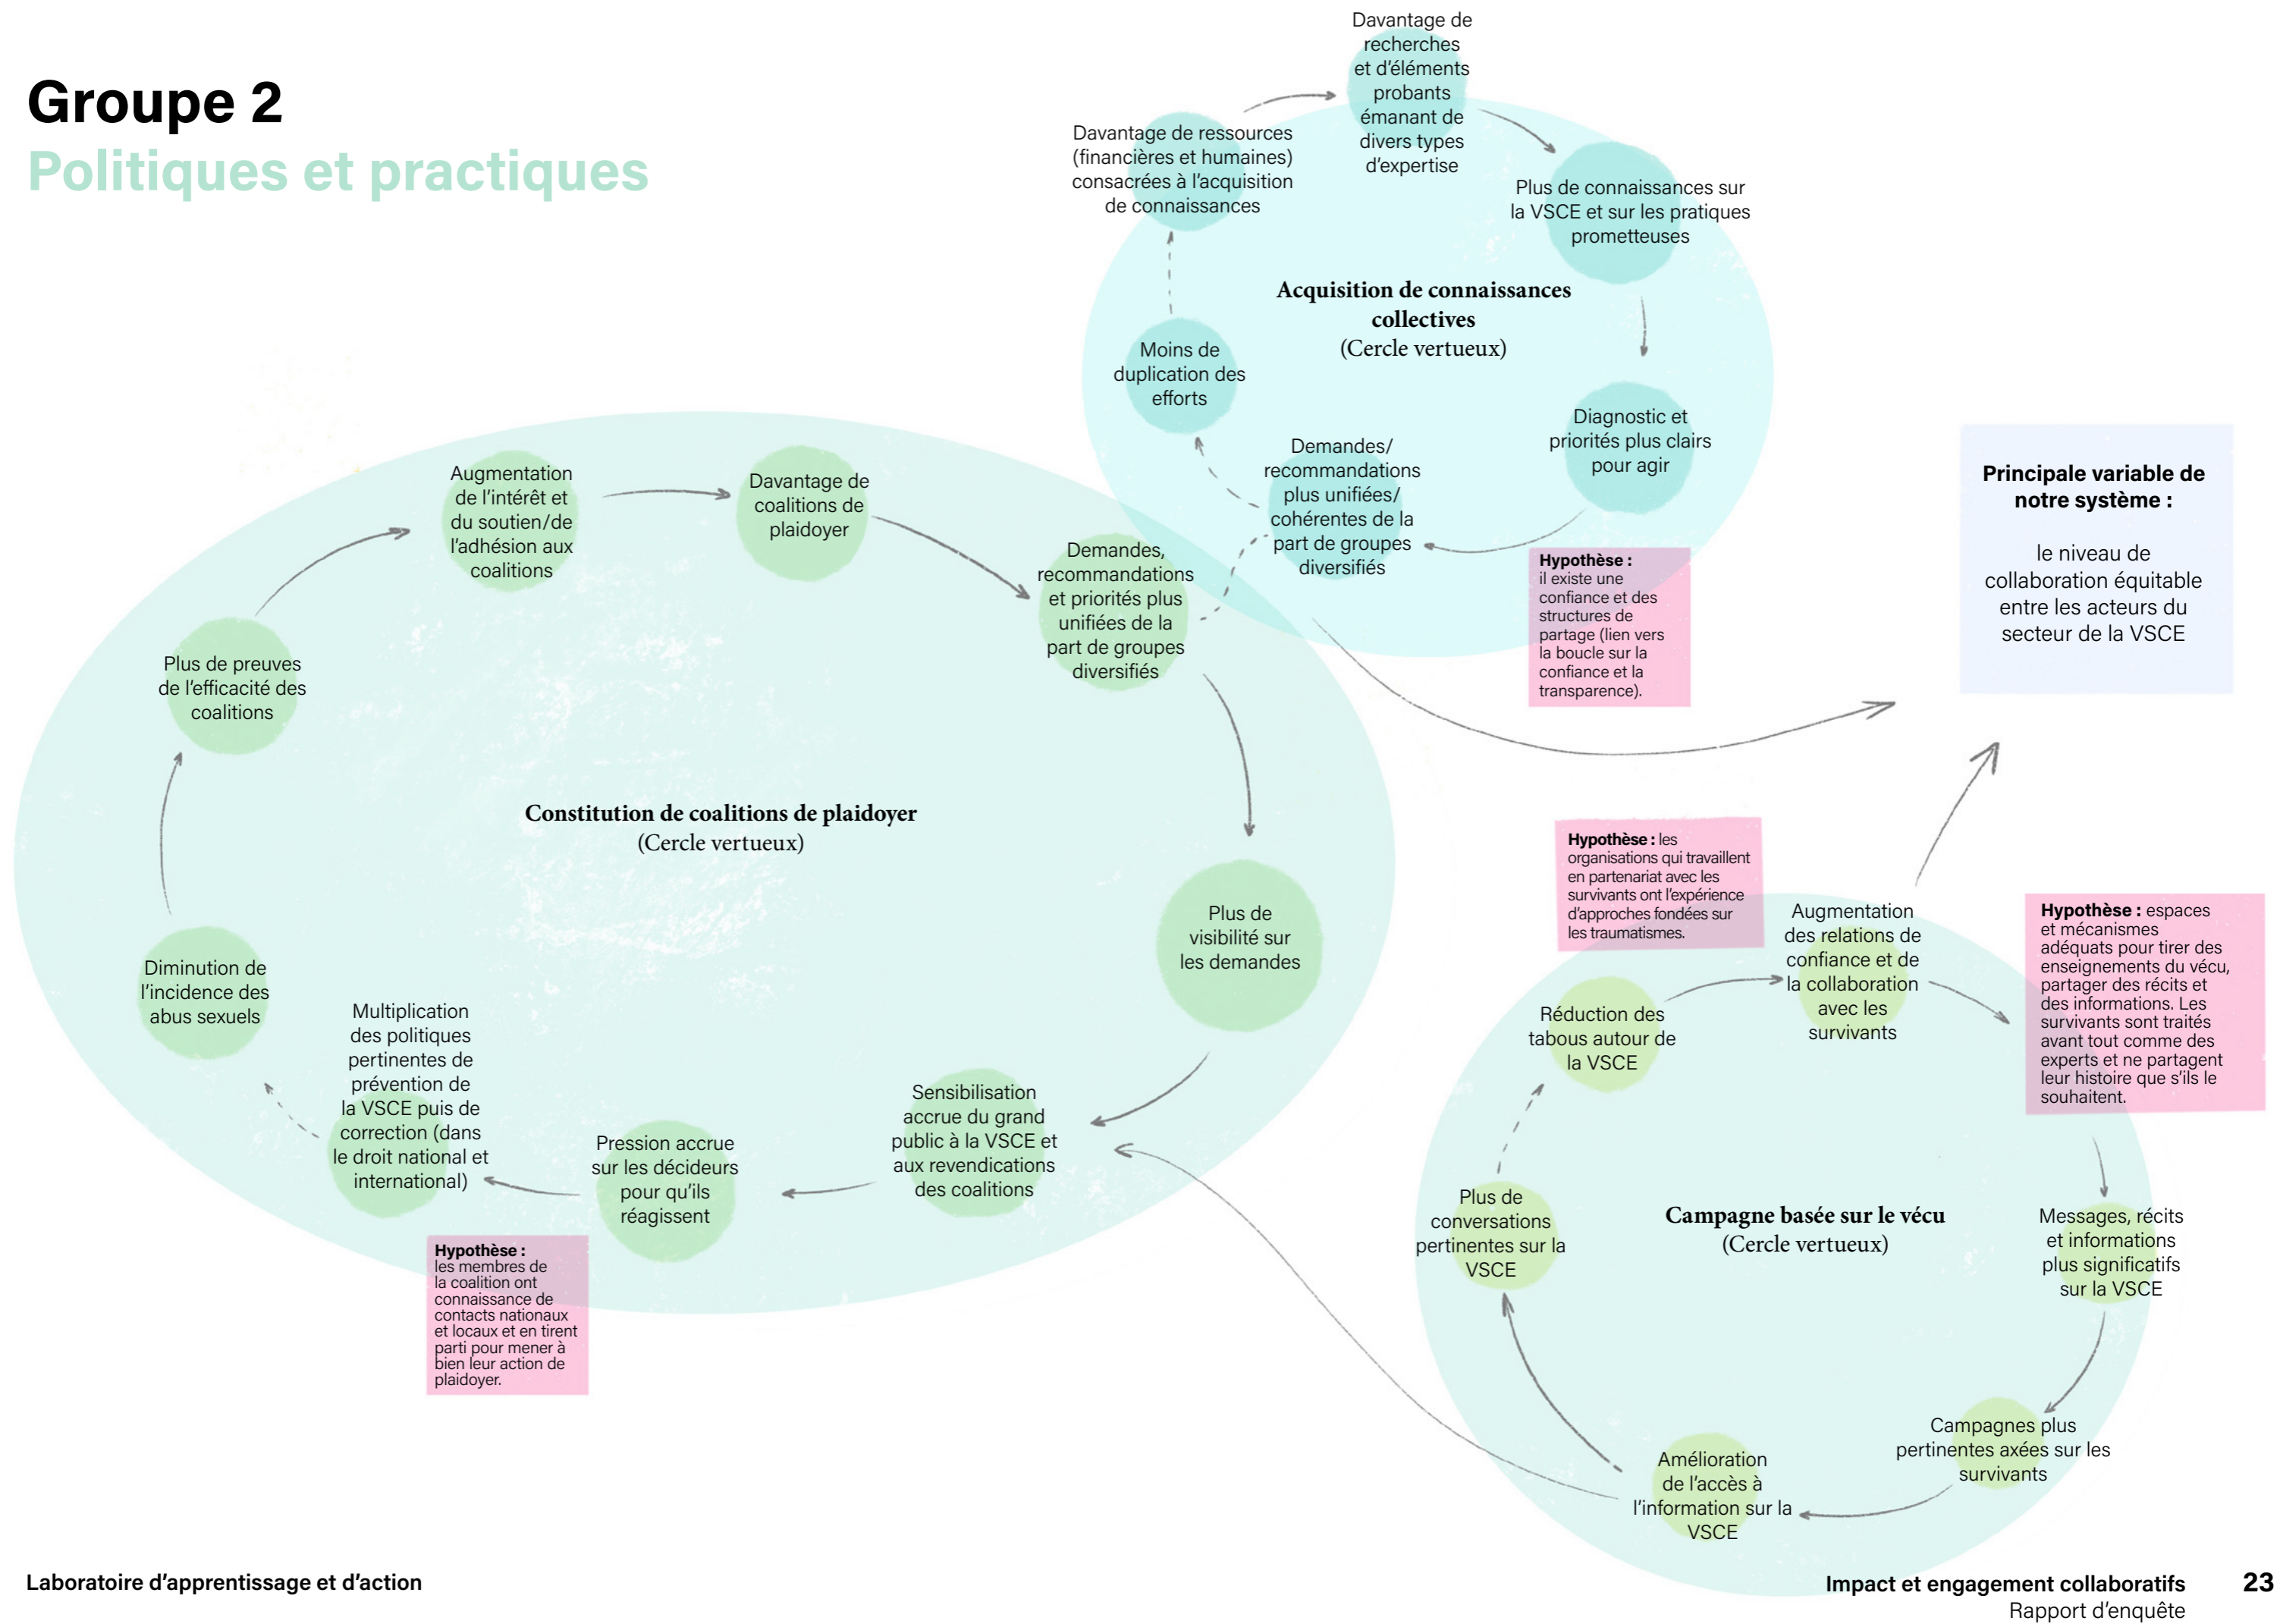 Groupe 2
Politiques et practiques
Davantage de
recherches
et d'éléments
probants
émanant de
divers types
d'expertise
Davantage de ressources
(financières et humaines)
consacrées à l'acquisition
de connaissances
Plus de connaissances sur
la VSCE et sur les pratiques
prometteuses
Acquisition de connaissances
collectives
(Cercle vertueux)
Moins de
duplication des
efforts
Diagnostic et
priorités plus clairs
pour agir
Demandes/
recommandations
plus unifiées/
cohérentes de la
part de groupes
diversifiés
Hypothèse :
il existe une
confiance et des
structures de
partage (lien vers
la boucle sur la
confiance et la
transparence).
Principale variable de
notre système :
le niveau de
collaboration équitable
entre les acteurs du
secteur de la VSCE
Augmentation
de l'intérêt et
du soutien/de
l'adhésion aux
coalitions
Davantage de
coalitions de
plaidoyer
Demandes,
recommandations
et priorités plus
unifiées de la
part de groupes
diversifiés
Plus de preuves
de l'efficacité des
coalitions
Constitution de coalitions de plaidoyer
(Cercle vertueux)
Plus de
visibilité sur
les demandes
Diminution de
l'incidence des
abus sexuels
Multiplication
des politiques
pertinentes de
prévention de
la VSCE puis de
correction (dans
le droit national et
international)
Pression accrue
sur les décideurs
pour qu'ils
réagissent
Sensibilisation
accrue du grand
public à la VSCE et
aux revendications
des coalitions
Hypothèse :
les membres de
la coalition ont
connaissance de
contacts nationaux
et locaux et en tirent
parti pour mener à
bien leur action de
plaidoyer.
Hypothèse : les
organisations qui travaillent
en partenariat avec les
survivants ont l'expérience
d'approches fondées sur
les traumatismes.
Augmentation
des relations de
confiance et de
la collaboration
avec les
survivants
Hypothèse : espaces
et mécanismes
adéquats pour tirer des
enseignements du vécu,
partager des récits et
des informations. Les
survivants sont traités
avant tout comme des
experts et ne partagent
leur histoire que s'ils le
souhaitent.
Réduction des
tabous autour de
la VSCE
Plus de
conversations
pertinentes sur la
VSCE
Campagne basée sur le vécu
(Cercle vertueux)
Messages, récits
et informations
plus significatifs
sur la VSCE
Campagnes plus
pertinentes axées sur les
survivants
Amélioration
de l'accès à
l'information sur la
VSCE
Laboratoire d'apprentissage et d'action
Impact et engagement collaboratifs 23
Rapport d'enquête